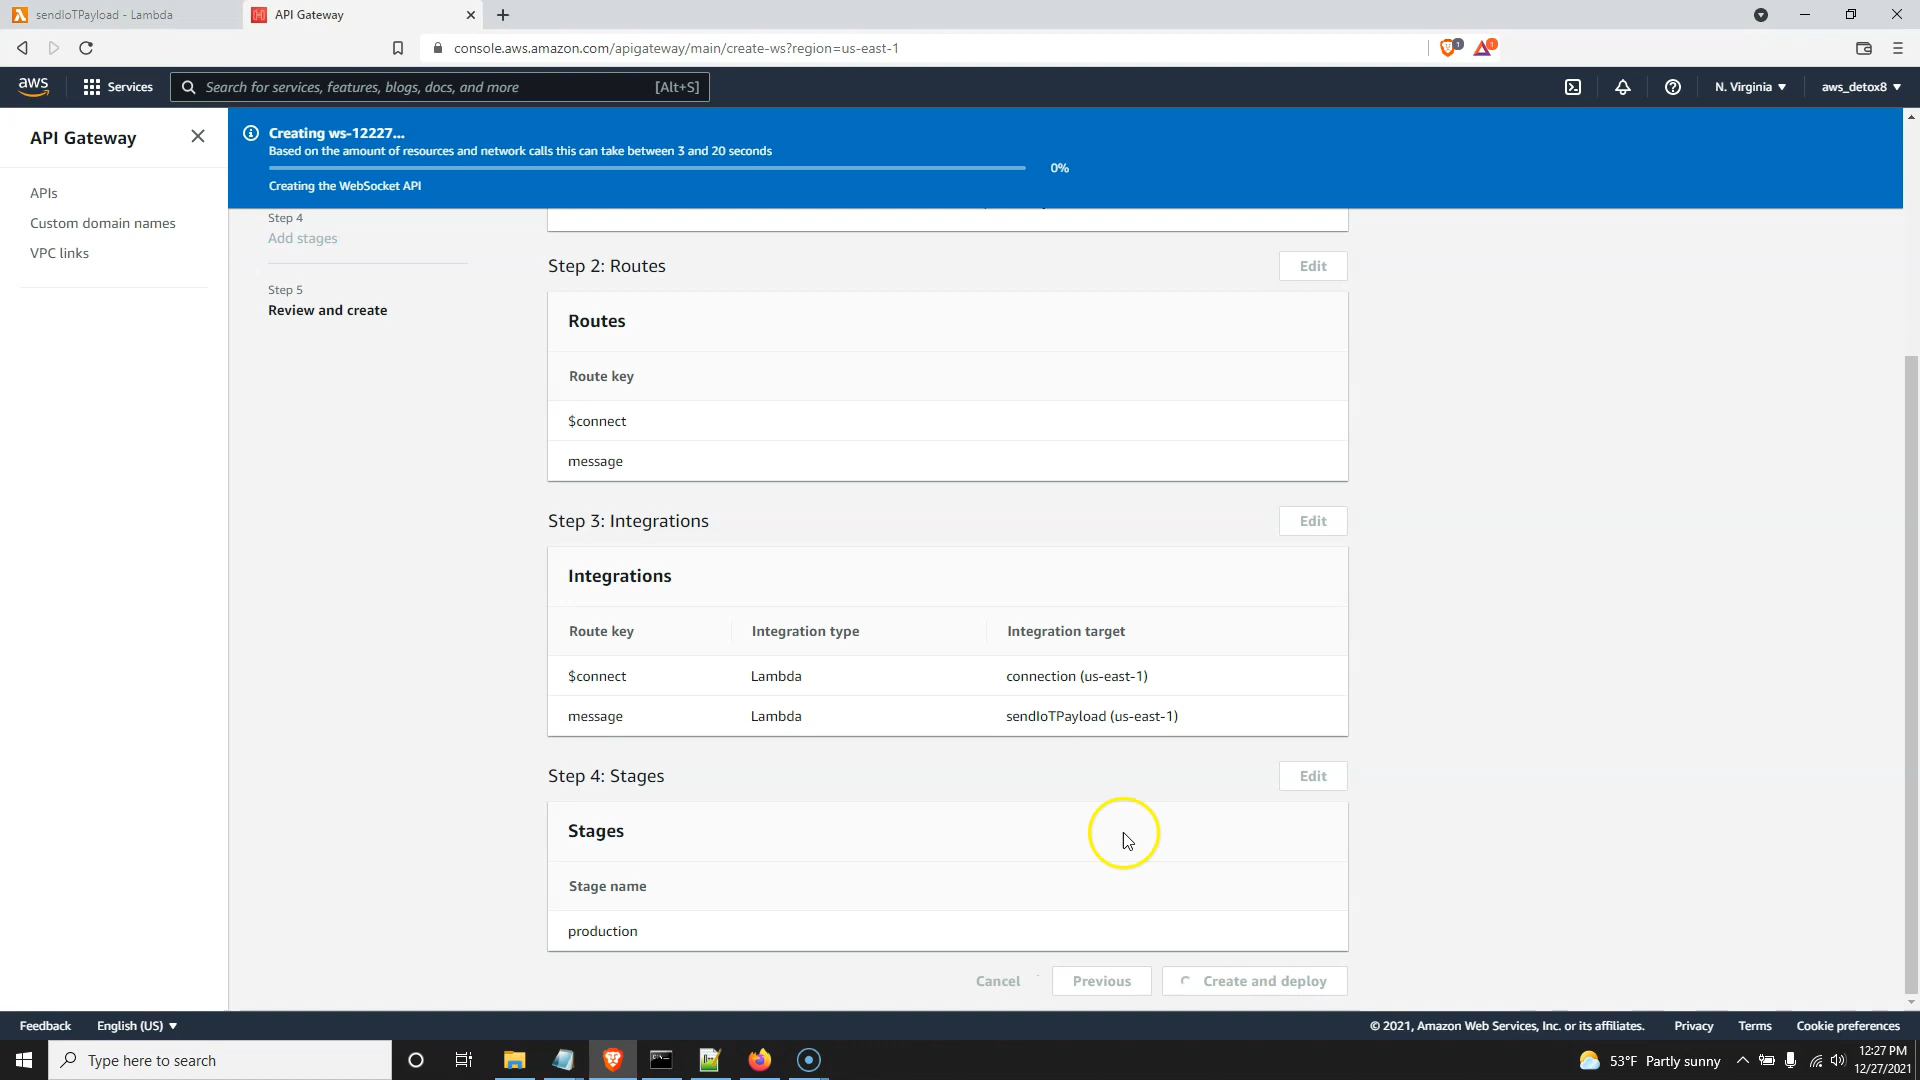 sendIoTPayload - Lambda
API Gateway
console.aws.amazon.com/apigateway/main/create-ws?region=us-east-1
1
1
aws
Services
Search for services, features, blogs, docs, and more
[Alt+S]
N. Virginia
aws_detox8
API Gateway
APIs
Custom domain names
VPC links
Creating ws-12227...
Based on the amount of resources and network calls this can take between 3 and 20 seconds
0%
Creating the WebSocket API
Step 4
Add stages
Step 5
Review and create
Step 2: Routes
Edit
Routes
Route key
$connect
message
Step 3: Integrations
Edit
Integrations
Route key Integration type Integration target
$connect Lambda connection (us-east-1)
message Lambda sendIoTPayload (us-east-1)
Step 4: Stages
Edit
Stages
Stage name
production
Cancel
Previous
Create and deploy
Feedback
English (US)
© 2021, Amazon Web Services, Inc. or its affiliates.
Privacy
Terms
Cookie preferences
Type here to search
53°F Partly sunny
12:27 PM
12/27/2021